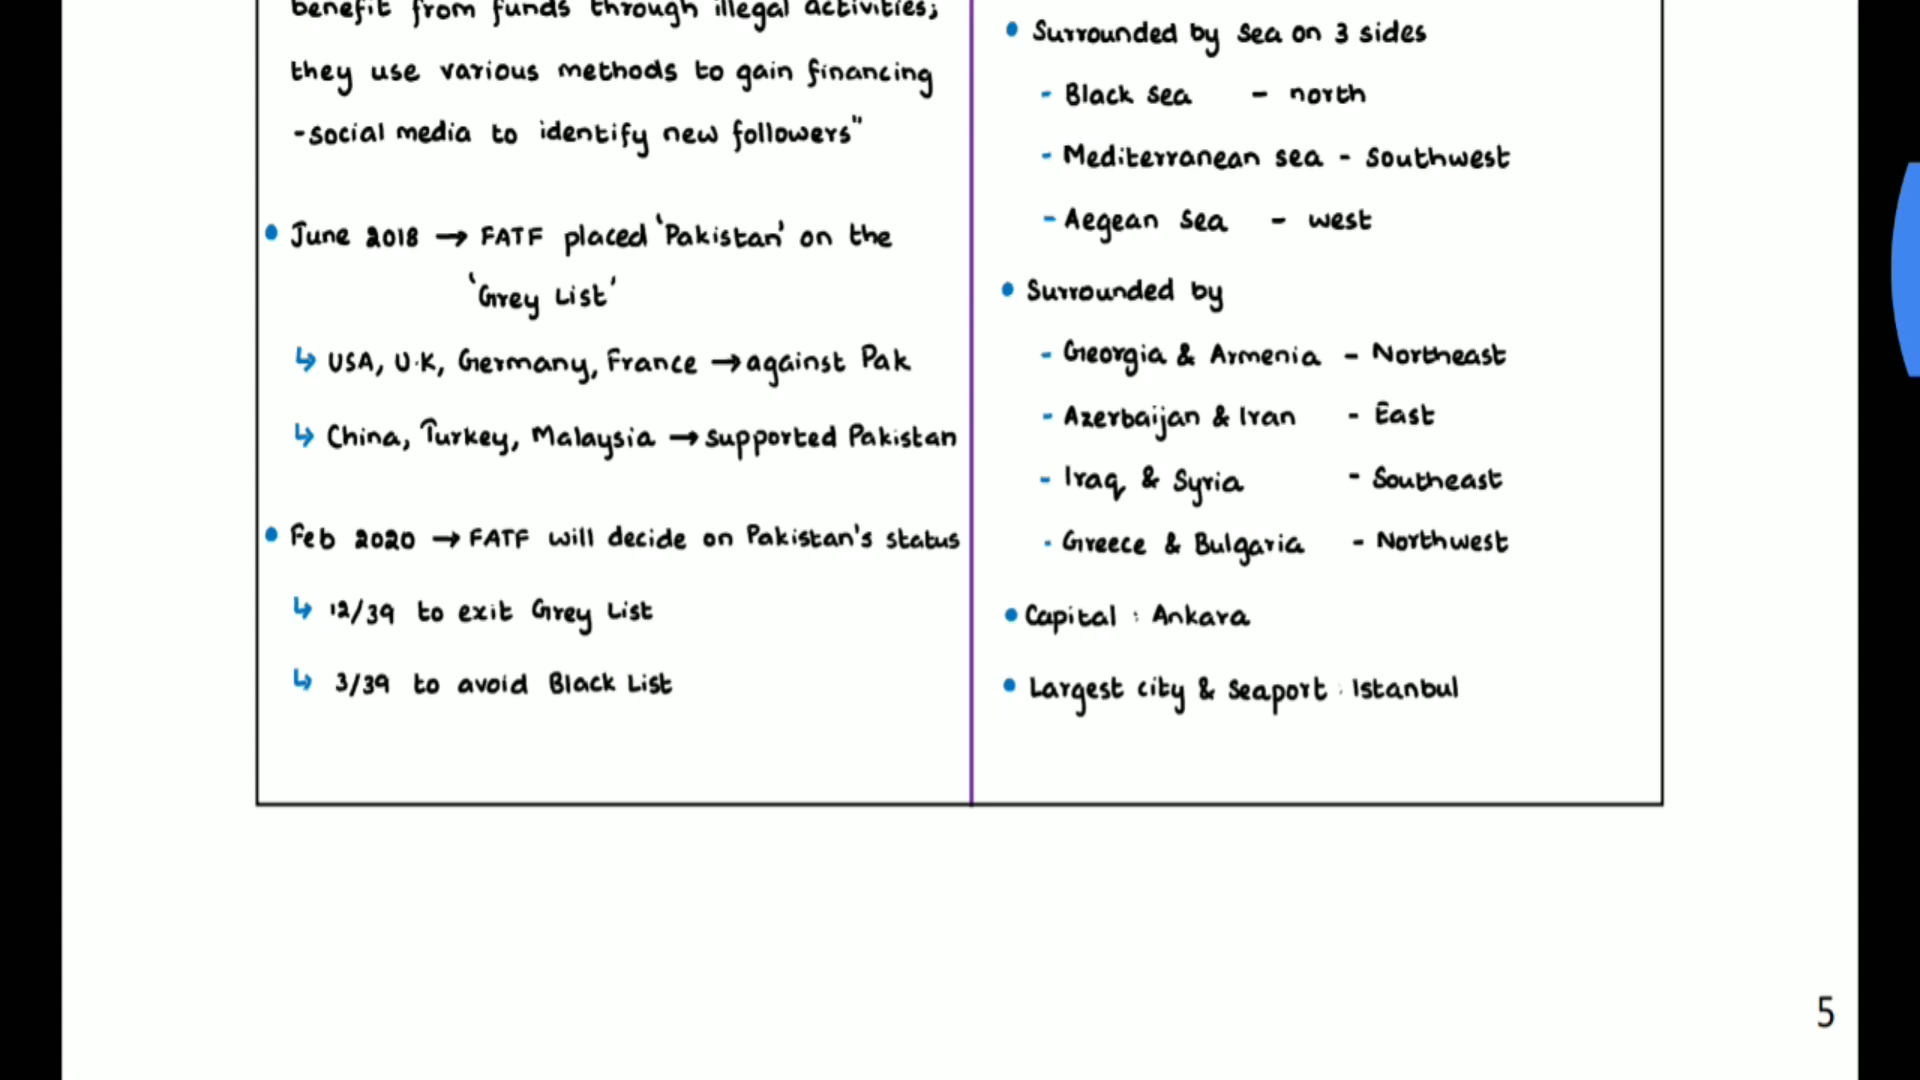 benefit from funds through illegal activities;
they use various methods to gain financing
-social media to identify new followers"
• June 2018 → FATF placed 'Pakistan' on the
'Grey List'
↳ USA, U.K, Germany, France → against Pak
↳ China, Turkey, Malaysia → supported Pakistan
• Feb 2020 → FATF will decide on Pakistan's status
↳ 12/39 to exit Grey List
↳ 3/39 to avoid Black List
• Surrounded by sea on 3 sides
- Black sea - north
- Mediterranean sea - Southwest
- Aegean sea - west
• Surrounded by
- Georgia & Armenia - Northeast
- Azerbaijan & Iran - East
- Iraq & Syria - Southeast
- Greece & Bulgaria - Northwest
• Capital : Ankara
• Largest city & seaport : Istanbul
5